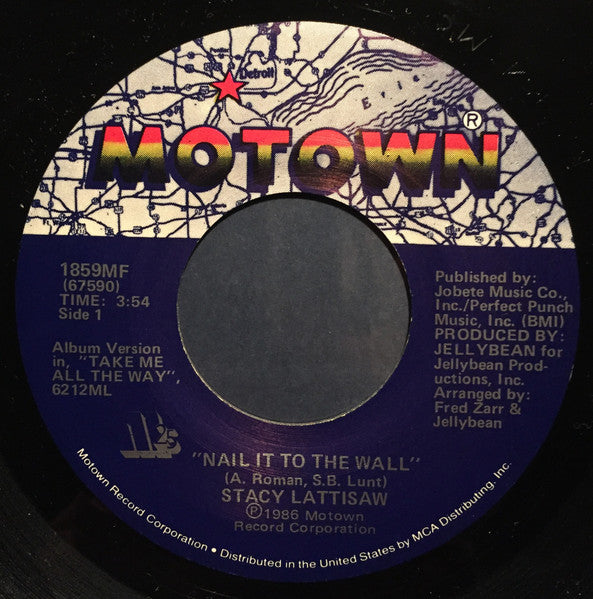 Detroit
Erie
MOTOWN®
1859MF
(67590)
TIME: 3:54
Side 1
Album Version
in, "TAKE ME
ALL THE WAY",
6212ML
Published by:
Jobete Music Co.,
Inc./Perfect Punch
Music, Inc. (BMI)
PRODUCED BY:
JELLYBEAN for
Jellybean Prod-
uctions, Inc.
Arranged by:
Fred Zarr &
Jellybean
"NAIL IT TO THE WALL"
(A. Roman, S.B. Lunt)
STACY LATTISAW
℗1986 Motown
Record Corporation
Motown Record Corporation • Distributed in the United States by MCA Distributing, Inc.